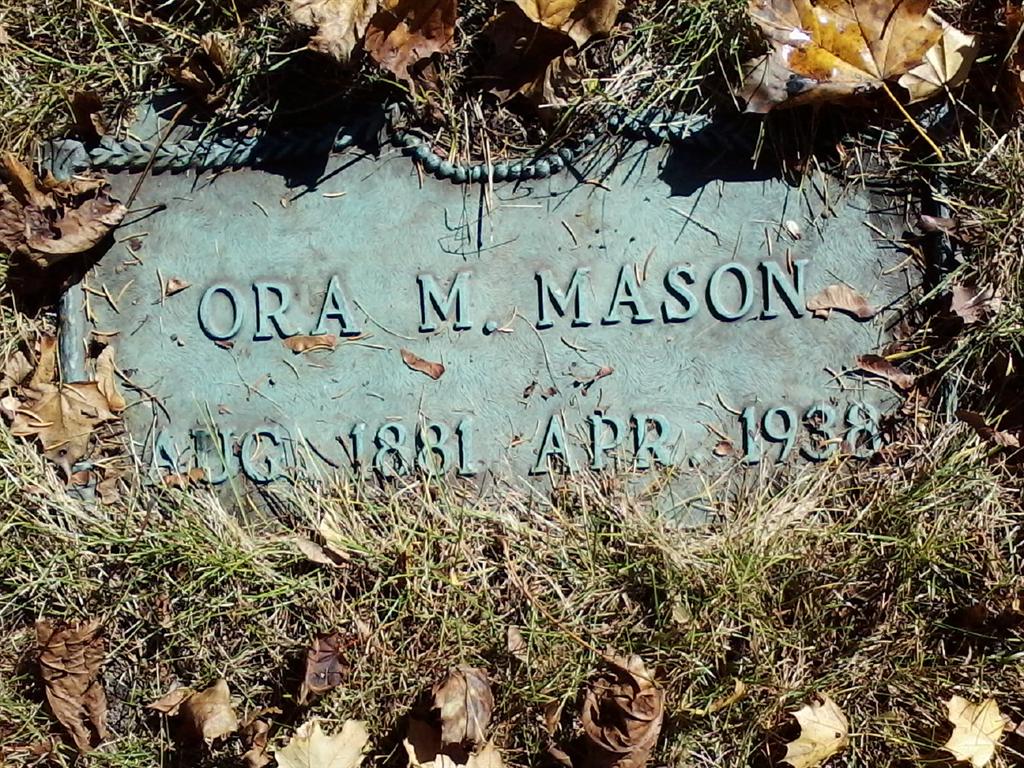 ORA M. MASON
AUG. 1881 APR. 1938